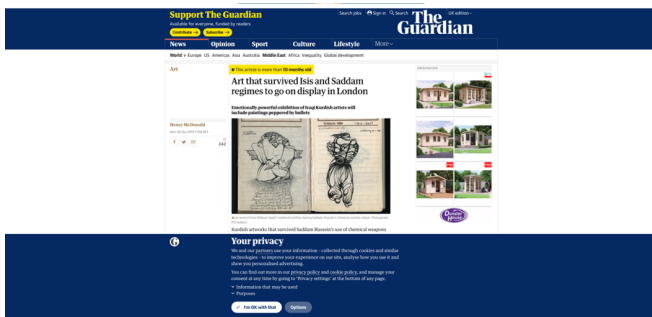 Support The Guardian
Available for everyone, funded by readers
Contribute →
Subscribe →
Search jobs
Sign in
Search
UK edition
The Guardian
News
Opinion
Sport
Culture
Lifestyle
More
World
Europe
US
Americas
Asia
Australia
Middle East
Africa
Inequality
Global development
Art
This article is more than 10 months old
Art that survived Isis and Saddam
regimes to go on display in London
Emotionally powerful exhibition of Iraqi Kurdish artists will
include paintings peppered by bullets
Henry McDonald
342
Kurdish artworks that survived Saddam Hussein's use of chemical weapons
Advertisement
Hot
Hot
Dunster
House
Your privacy
We and our partners use your information – collected through cookies and similar
technologies - to improve your experience on our site, analyse how you use it and
show you personalised advertising.
You can find out more in our privacy policy and cookie policy, and manage your
consent at any time by going to 'Privacy settings' at the bottom of any page.
Information that may be used
Purposes
I'm OK with that
Options